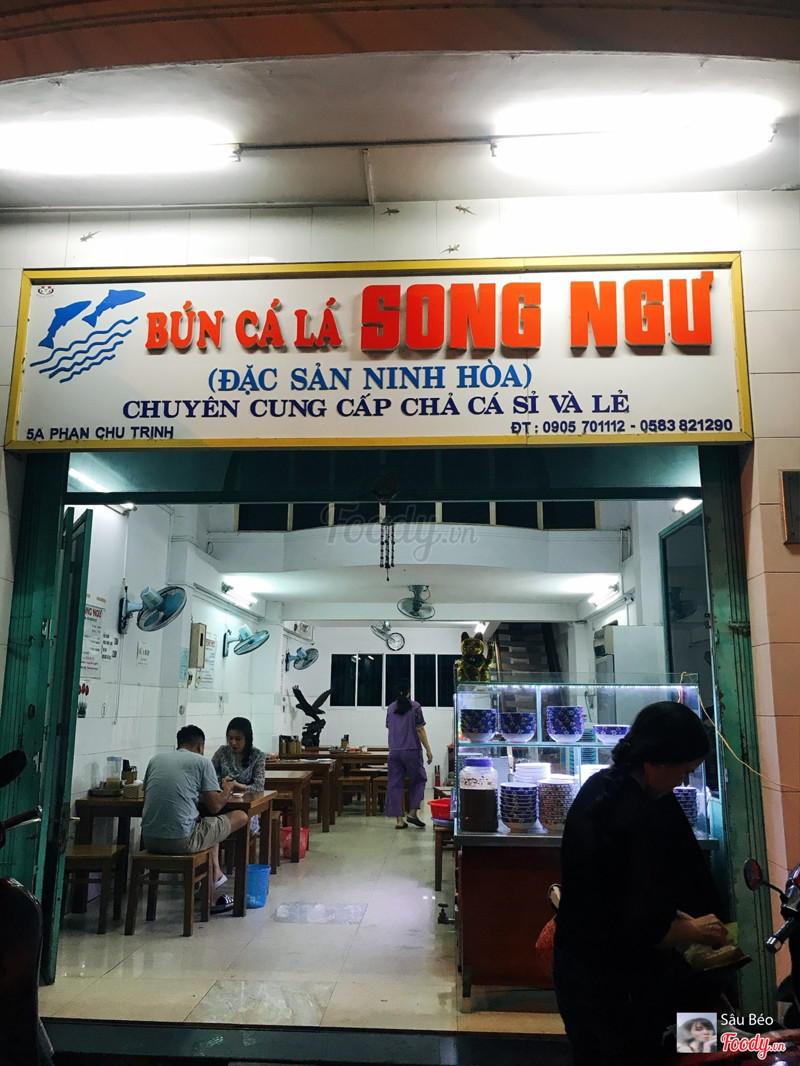 BÚN CÁ LÁ SONG NGƯ
(ĐẶC SẢN NINH HÒA)
CHUYÊN CUNG CẤP CHẢ CÁ SỈ VÀ LẺ
5A PHAN CHU TRINH
ĐT : 0905 701112 - 0583 821290
Foody.vn
Sâu Béo
Foody.vn